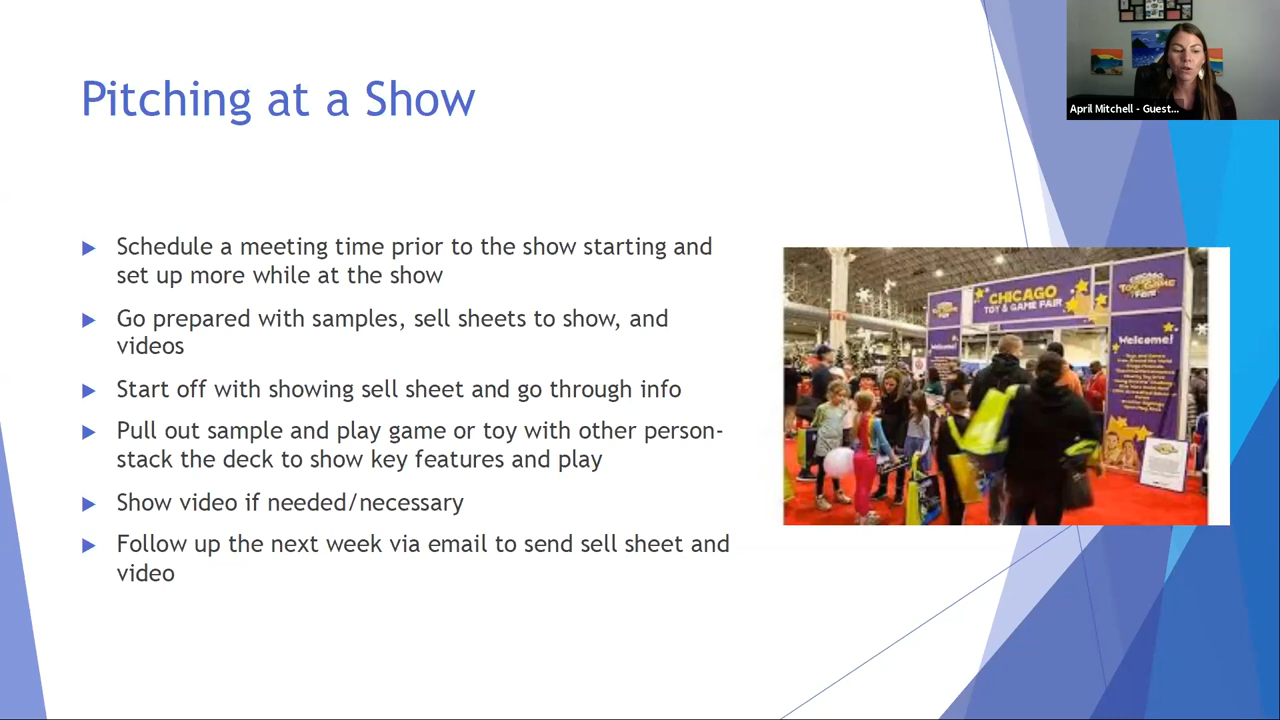 Pitching at a Show
April Mitchell - Guest...
Schedule a meeting time prior to the show starting and
set up more while at the show
Go prepared with samples, sell sheets to show, and
videos
Start off with showing sell sheet and go through info
Pull out sample and play game or toy with other person-
stack the deck to show key features and play
Show video if needed/necessary
Follow up the next week via email to send sell sheet and
video
CHICAGO
TOY & GAME FAIR
CHICAGO
TOY & GAME
FAIR
Welcome!
Welcome!